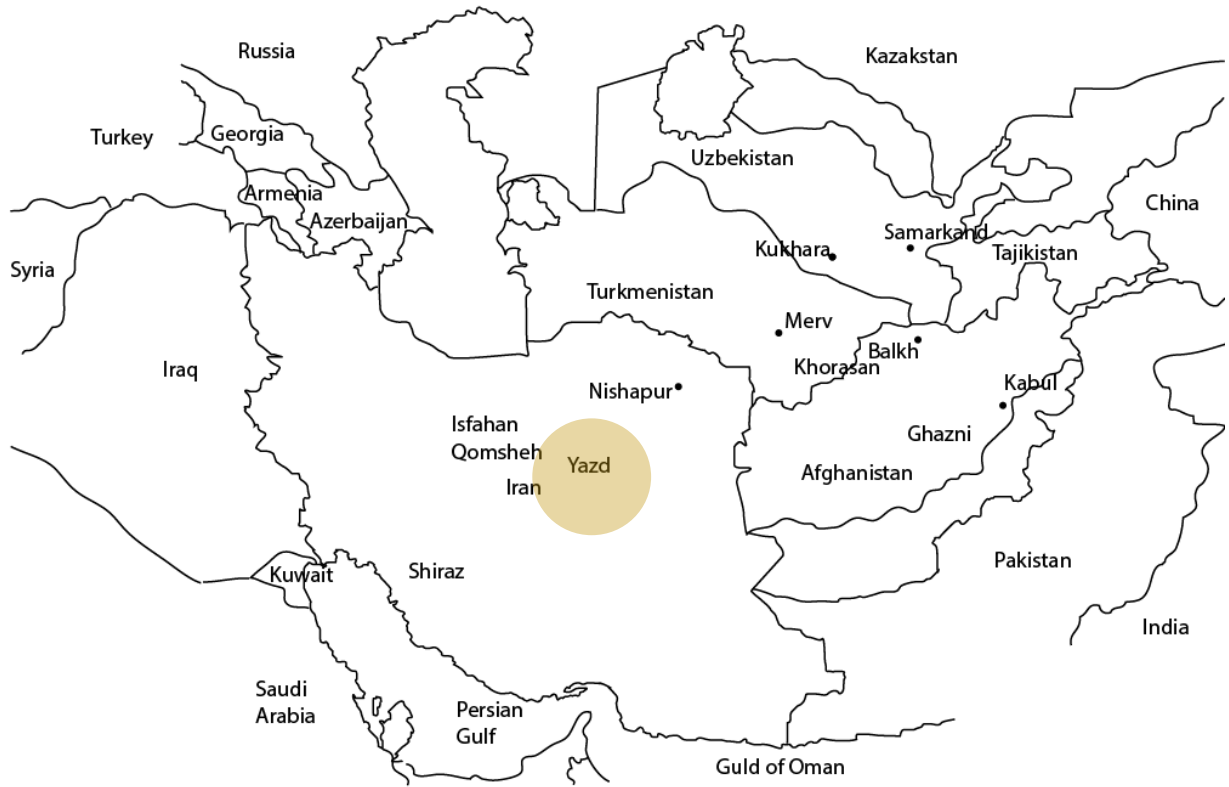 Russia
Kazakstan
Turkey
Georgia
Uzbekistan
Armenia
China
Azerbaijan
Samarkand
Kukhara
Tajikistan
Syria
Turkmenistan
Merv
Balkh
Iraq
Khorasan
Kabul
Nishapur
Isfahan
Ghazni
Qomsheh
Yazd
Afghanistan
Iran
Pakistan
Kuwait
Shiraz
India
Saudi
Arabia
Persian
Gulf
Guld of Oman